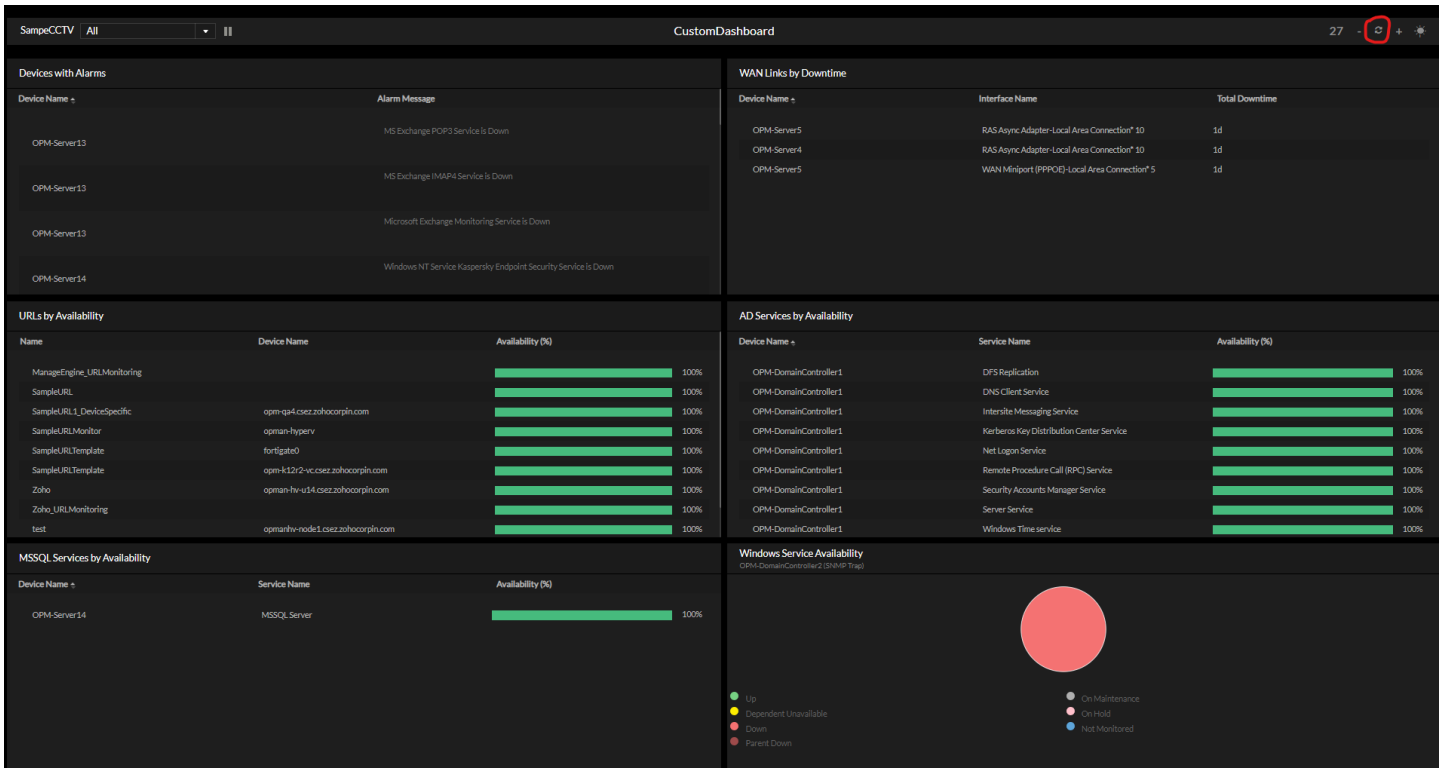 SampeCCTV All CustomDashboard 27 - +
Devices with Alarms
Device Name Alarm Message
OPM-Server13 MS Exchange POP3 Service is Down
OPM-Server13 MS Exchange IMAP4 Service is Down
OPM-Server13 Microsoft Exchange Monitoring Service is Down
OPM-Server14 Windows NT Service Kaspersky Endpoint Security Service is Down
WAN Links by Downtime
Device Name Interface Name Total Downtime
OPM-Server5 RAS Async Adapter-Local Area Connection* 10 1d
OPM-Server4 RAS Async Adapter-Local Area Connection* 10 1d
OPM-Server5 WAN Miniport (PPPOE)-Local Area Connection* 5 1d
URLs by Availability
Name Device Name Availability (%)
ManageEngine_URLMonitoring 100%
SampleURL 100%
SampleURL1_DeviceSpecific opm-qa4.csez.zohocorpin.com 100%
SampleURLMonitor opman-hyperv 100%
SampleURLTemplate fortigate0 100%
SampleURLTemplate opm-k12r2-vc.csez.zohocorpin.com 100%
Zoho opman-hv-u14.csez.zohocorpin.com 100%
Zoho_URLMonitoring 100%
test opmanhv-node1.csez.zohocorpin.com 100%
AD Services by Availability
Device Name Service Name Availability (%)
OPM-DomainController1 DFS Replication 100%
OPM-DomainController1 DNS Client Service 100%
OPM-DomainController1 Intersite Messaging Service 100%
OPM-DomainController1 Kerberos Key Distribution Center Service 100%
OPM-DomainController1 Net Logon Service 100%
OPM-DomainController1 Remote Procedure Call (RPC) Service 100%
OPM-DomainController1 Security Accounts Manager Service 100%
OPM-DomainController1 Server Service 100%
OPM-DomainController1 Windows Time service 100%
MSSQL Services by Availability
Device Name Service Name Availability (%)
OPM-Server14 MSSQL Server 100%
Windows Service Availability
OPM-DomainController2 (SNMP Trap)
Up On Maintenance
Dependent Unavailable On Hold
Down Not Monitored
Parent Down